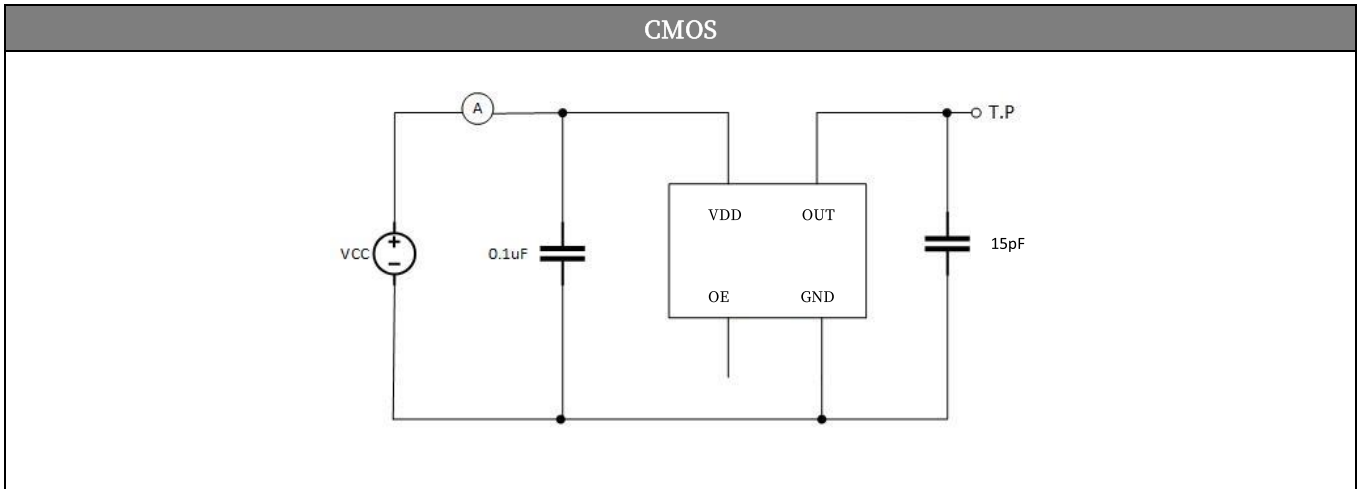 CMOS
A
T.P
VDD OUT
VCC
0.1uF
15pF
OE GND